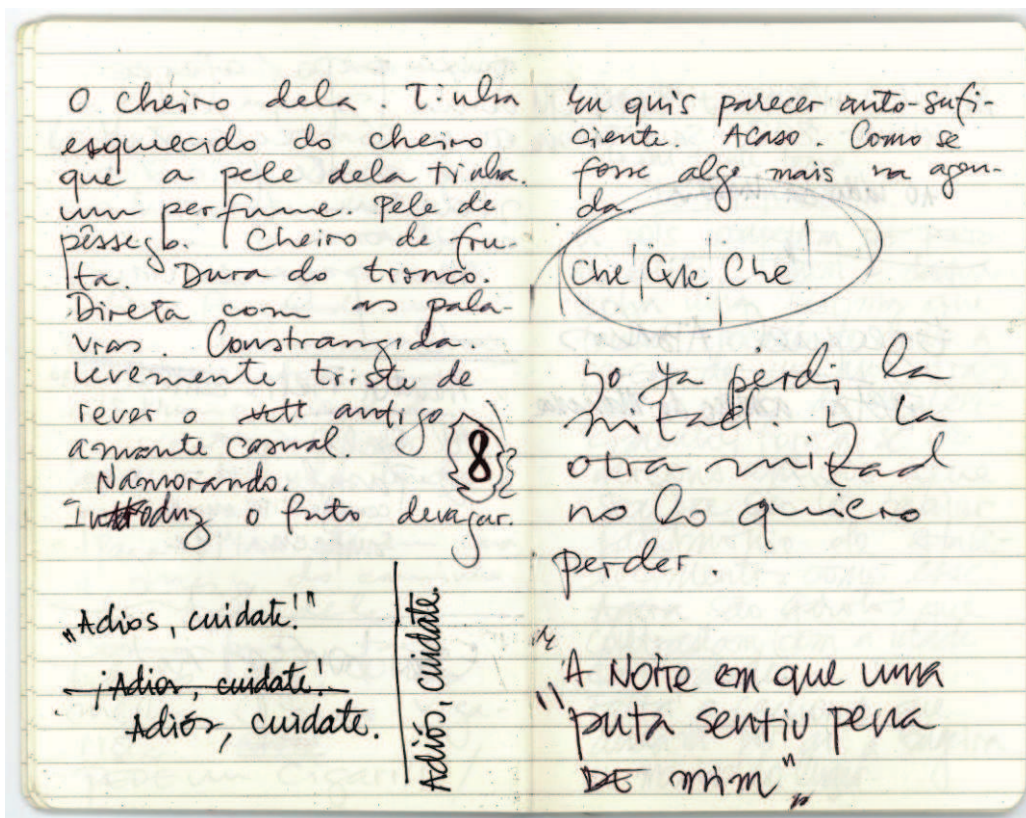 O cheiro dela. Tinha
esquecido do cheiro
que a pele dela tinha.
um perfume. Pele de
pêssego. Cheiro de fru-
ta. Dura do tronco.
Direta com as pala-
vras. Constrangida.
levemente triste de
rever o antigo
amante casual.
Namorando.
Introduz o fato devagar.
8
"Adios, cuidate!"
¡Adios, cuidate!
Adiós, cuidate.
Adiós, cuidate.
Eu quis parecer auto-sufi-
ciente. Acaso. Como se
fosse algo mais na agen-
da.
Che Che Che
yo ya perdi la
mitad. y la
otra mitad
no lo quiero
perder.
"A NOITE em que uma
puta sentiu pena
DE mim"